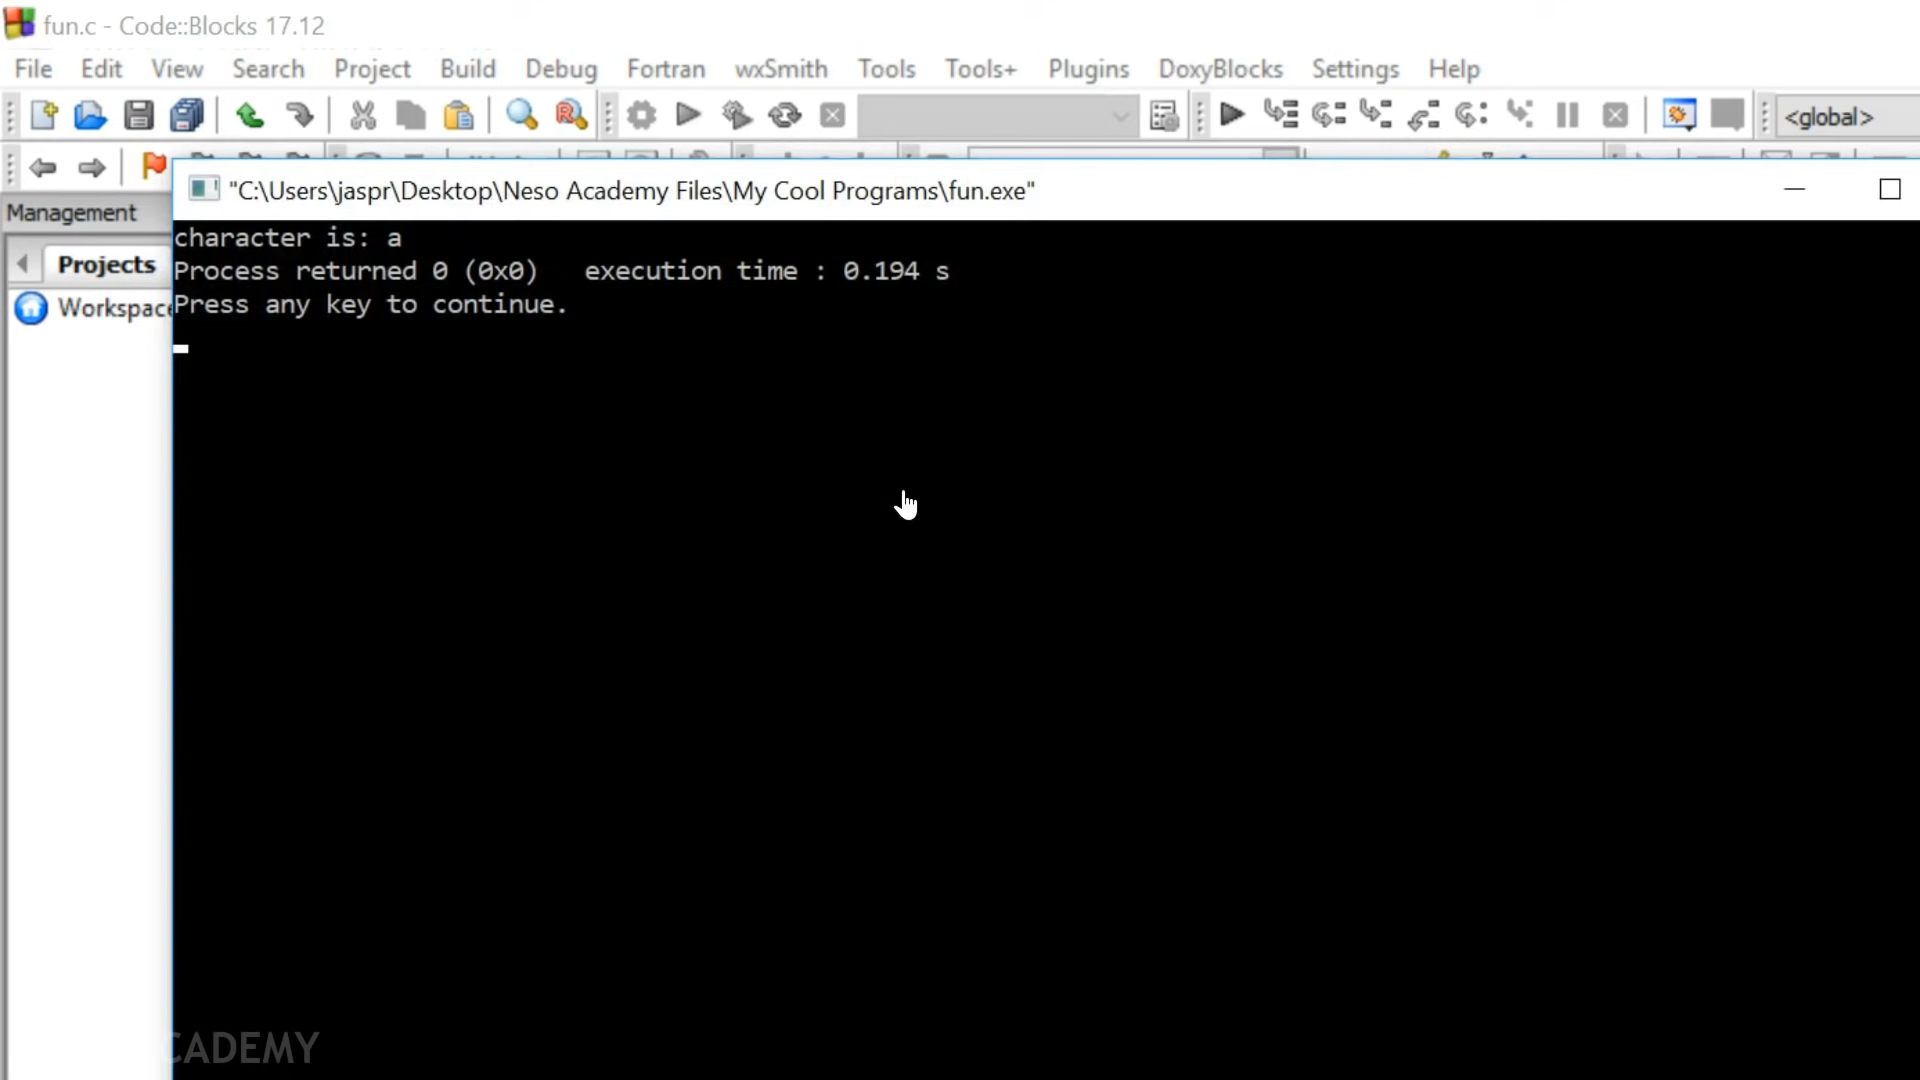 fun.c - Code::Blocks 17.12
File Edit View Search Project Build Debug Fortran wxSmith Tools Tools+ Plugins DoxyBlocks Settings Help
<global>
"C:\Users\jaspr\Desktop\Neso Academy Files\My Cool Programs\fun.exe"
Management
character is: a
Projects
Process returned 0 (0x0)   execution time : 0.194 s
Workspace
Press any key to continue.
CADEMY